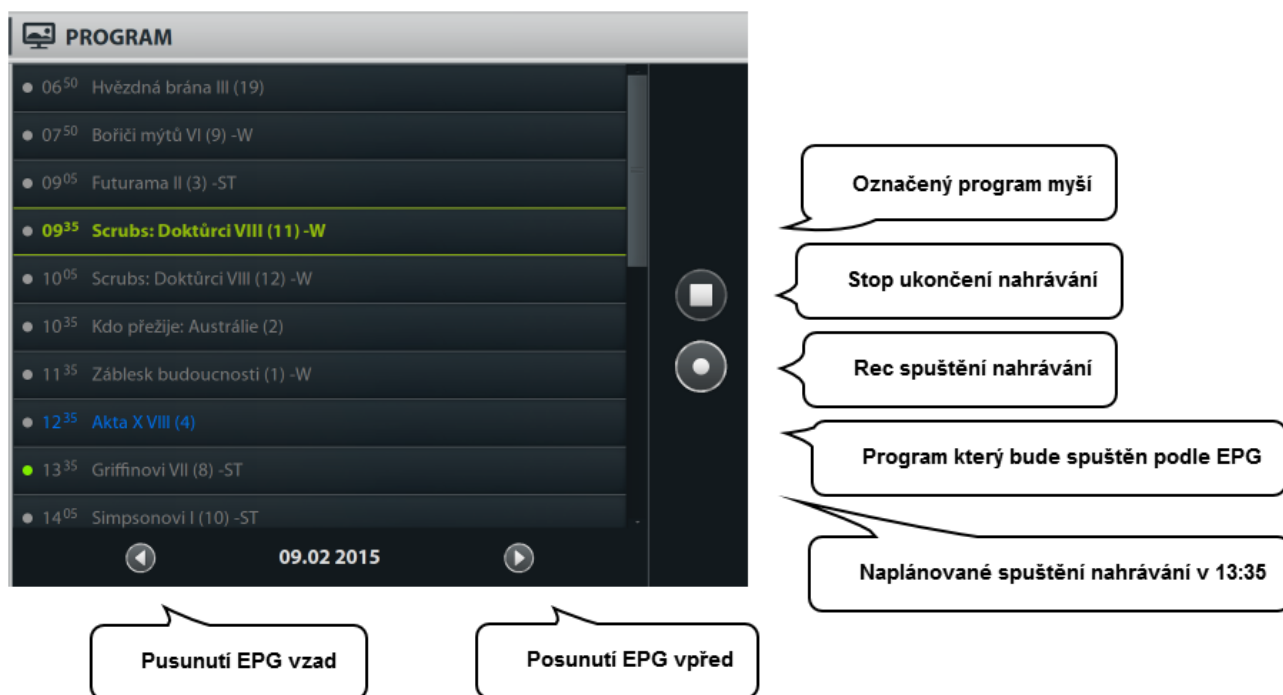 PROGRAM
06⁵⁰ Hvězdná brána III (19)
07⁵⁰ Bořiči mýtů VI (9) -W
09⁰⁵ Futurama II (3) -ST
09³⁵ Scrubs: Doktůrci VIII (11) -W
10⁰⁵ Scrubs: Doktůrci VIII (12) -W
10³⁵ Kdo přežije: Austrálie (2)
11³⁵ Záblesk budoucnosti (1) -W
12³⁵ Akta X VIII (4)
13³⁵ Griffinovi VII (8) -ST
14⁰⁵ Simpsonovi I (10) -ST
09.02 2015
Označený program myší
Stop ukončení nahrávání
Rec spuštění nahrávání
Program který bude spuštěn podle EPG
Naplánované spuštění nahrávání v 13:35
Pusunutí EPG vzad
Posunutí EPG vpřed